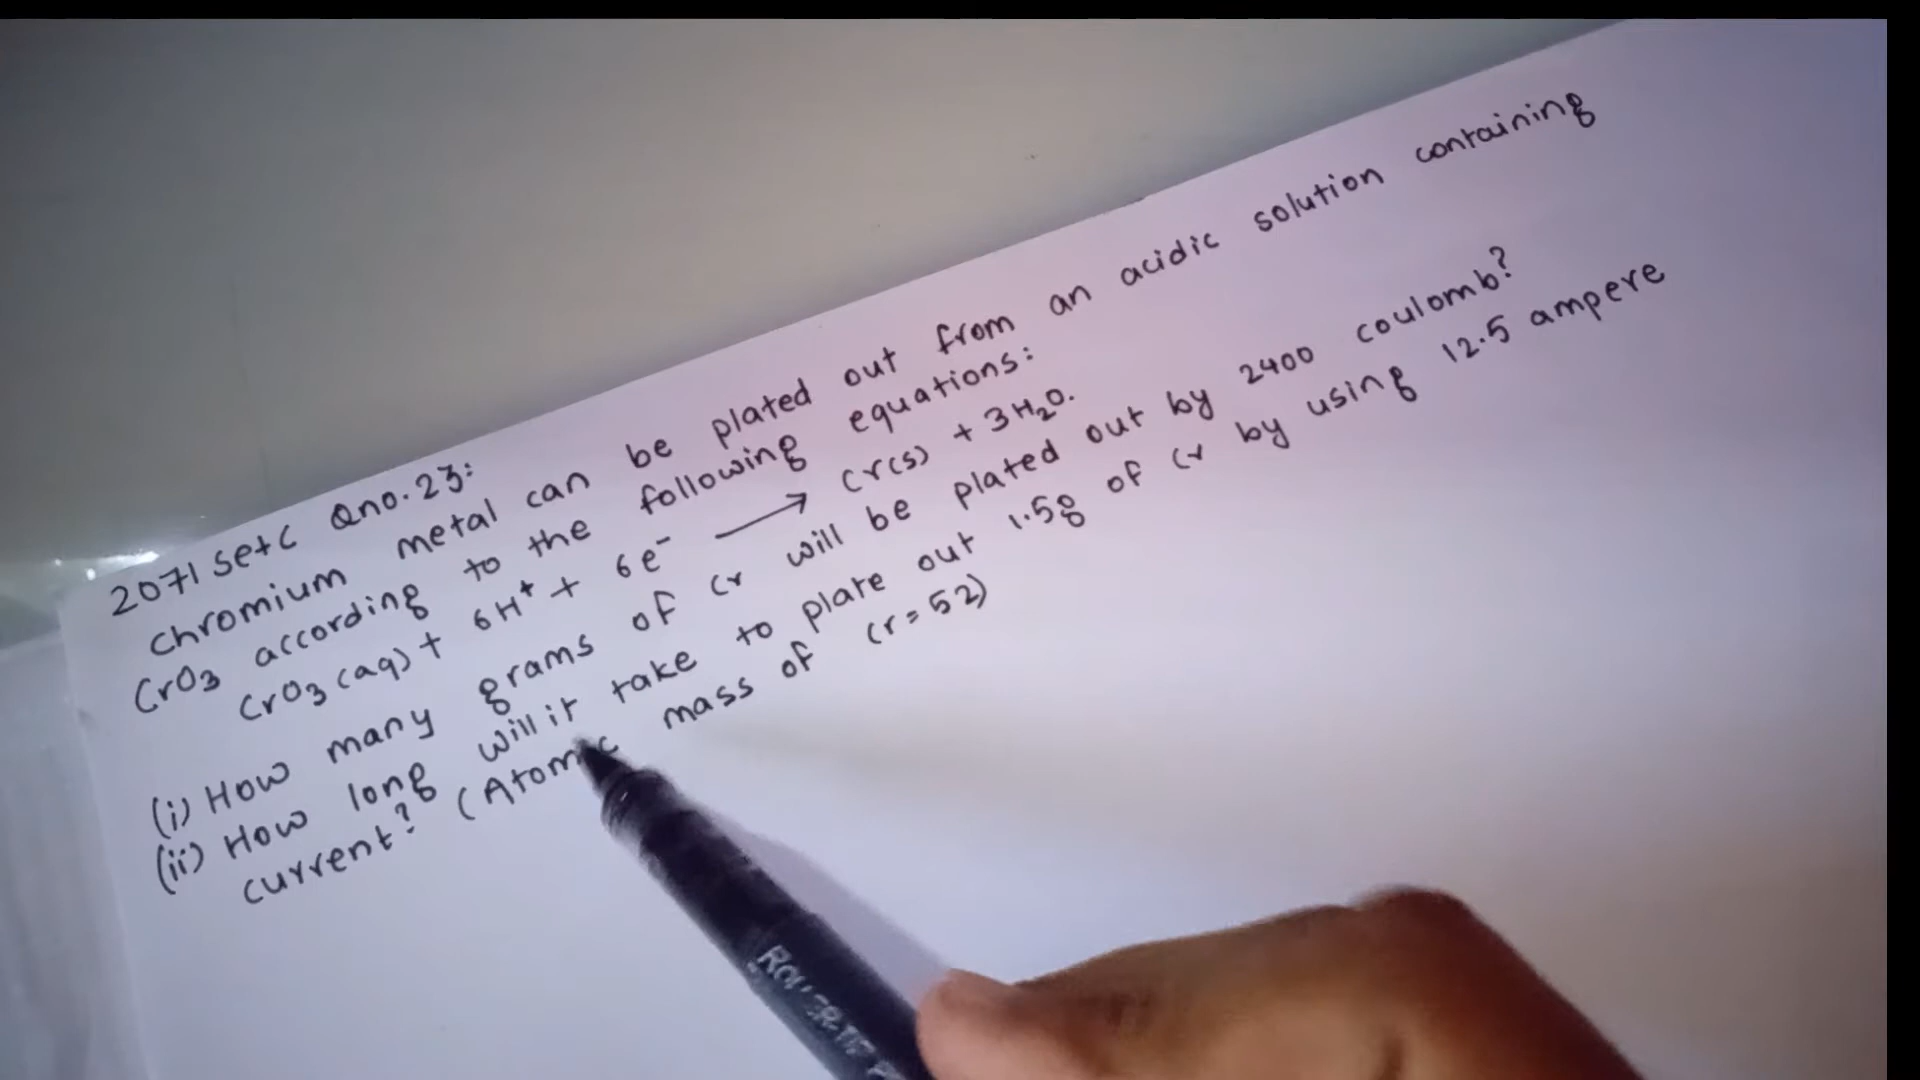 2071 Set C Qno.23:
Chromium metal can be plated out from an acidic solution containing
CrO3 according to the following equations:
CrO3(aq) + 6H+ + 6e- ⟶ Cr(s) + 3H2O.
(i) How many grams of Cr will be plated out by 2400 coulomb?
(ii) How long will it take to plate out 1.5g of Cr by using 12.5 ampere
current? (Atomic mass of Cr = 52)